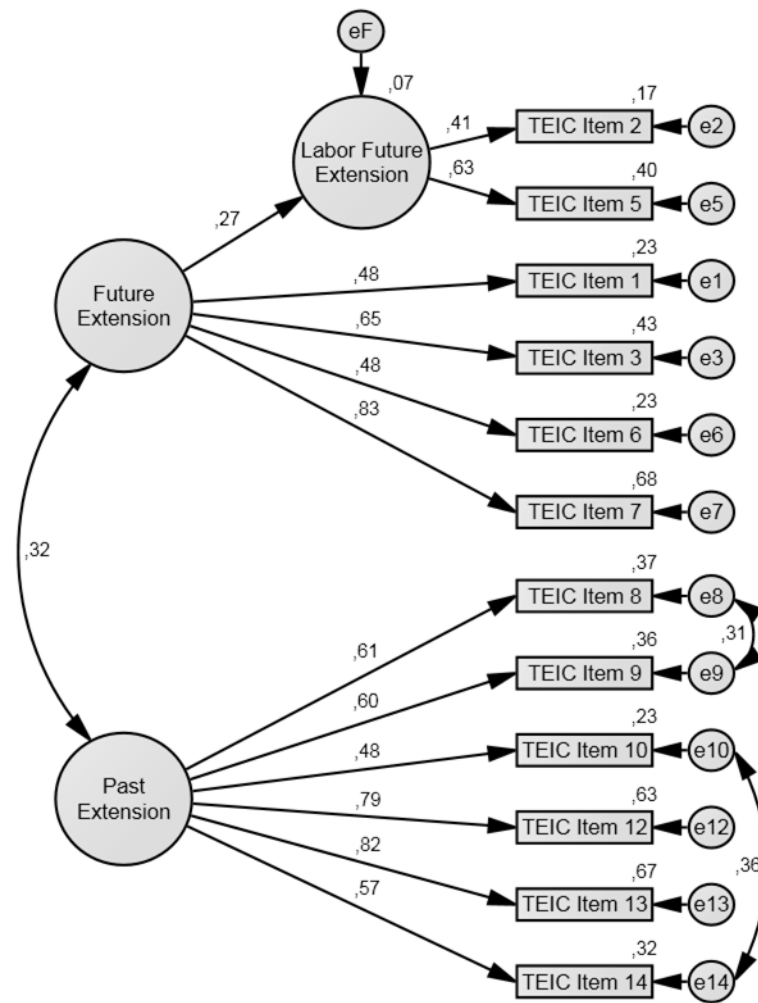 eF
,07
Labor Future
Extension
,41
,63
,17
TEIC Item 2
e2
,40
TEIC Item 5
e5
,27
Future
Extension
,48
,65
,48
,83
,23
TEIC Item 1
e1
,43
TEIC Item 3
e3
,23
TEIC Item 6
e6
,68
TEIC Item 7
e7
,32
,37
TEIC Item 8
e8
,31
,36
TEIC Item 9
e9
,61
,60
,48
,79
,82
,57
Past
Extension
,23
TEIC Item 10
e10
,63
TEIC Item 12
e12
,36
,67
TEIC Item 13
e13
,32
TEIC Item 14
e14